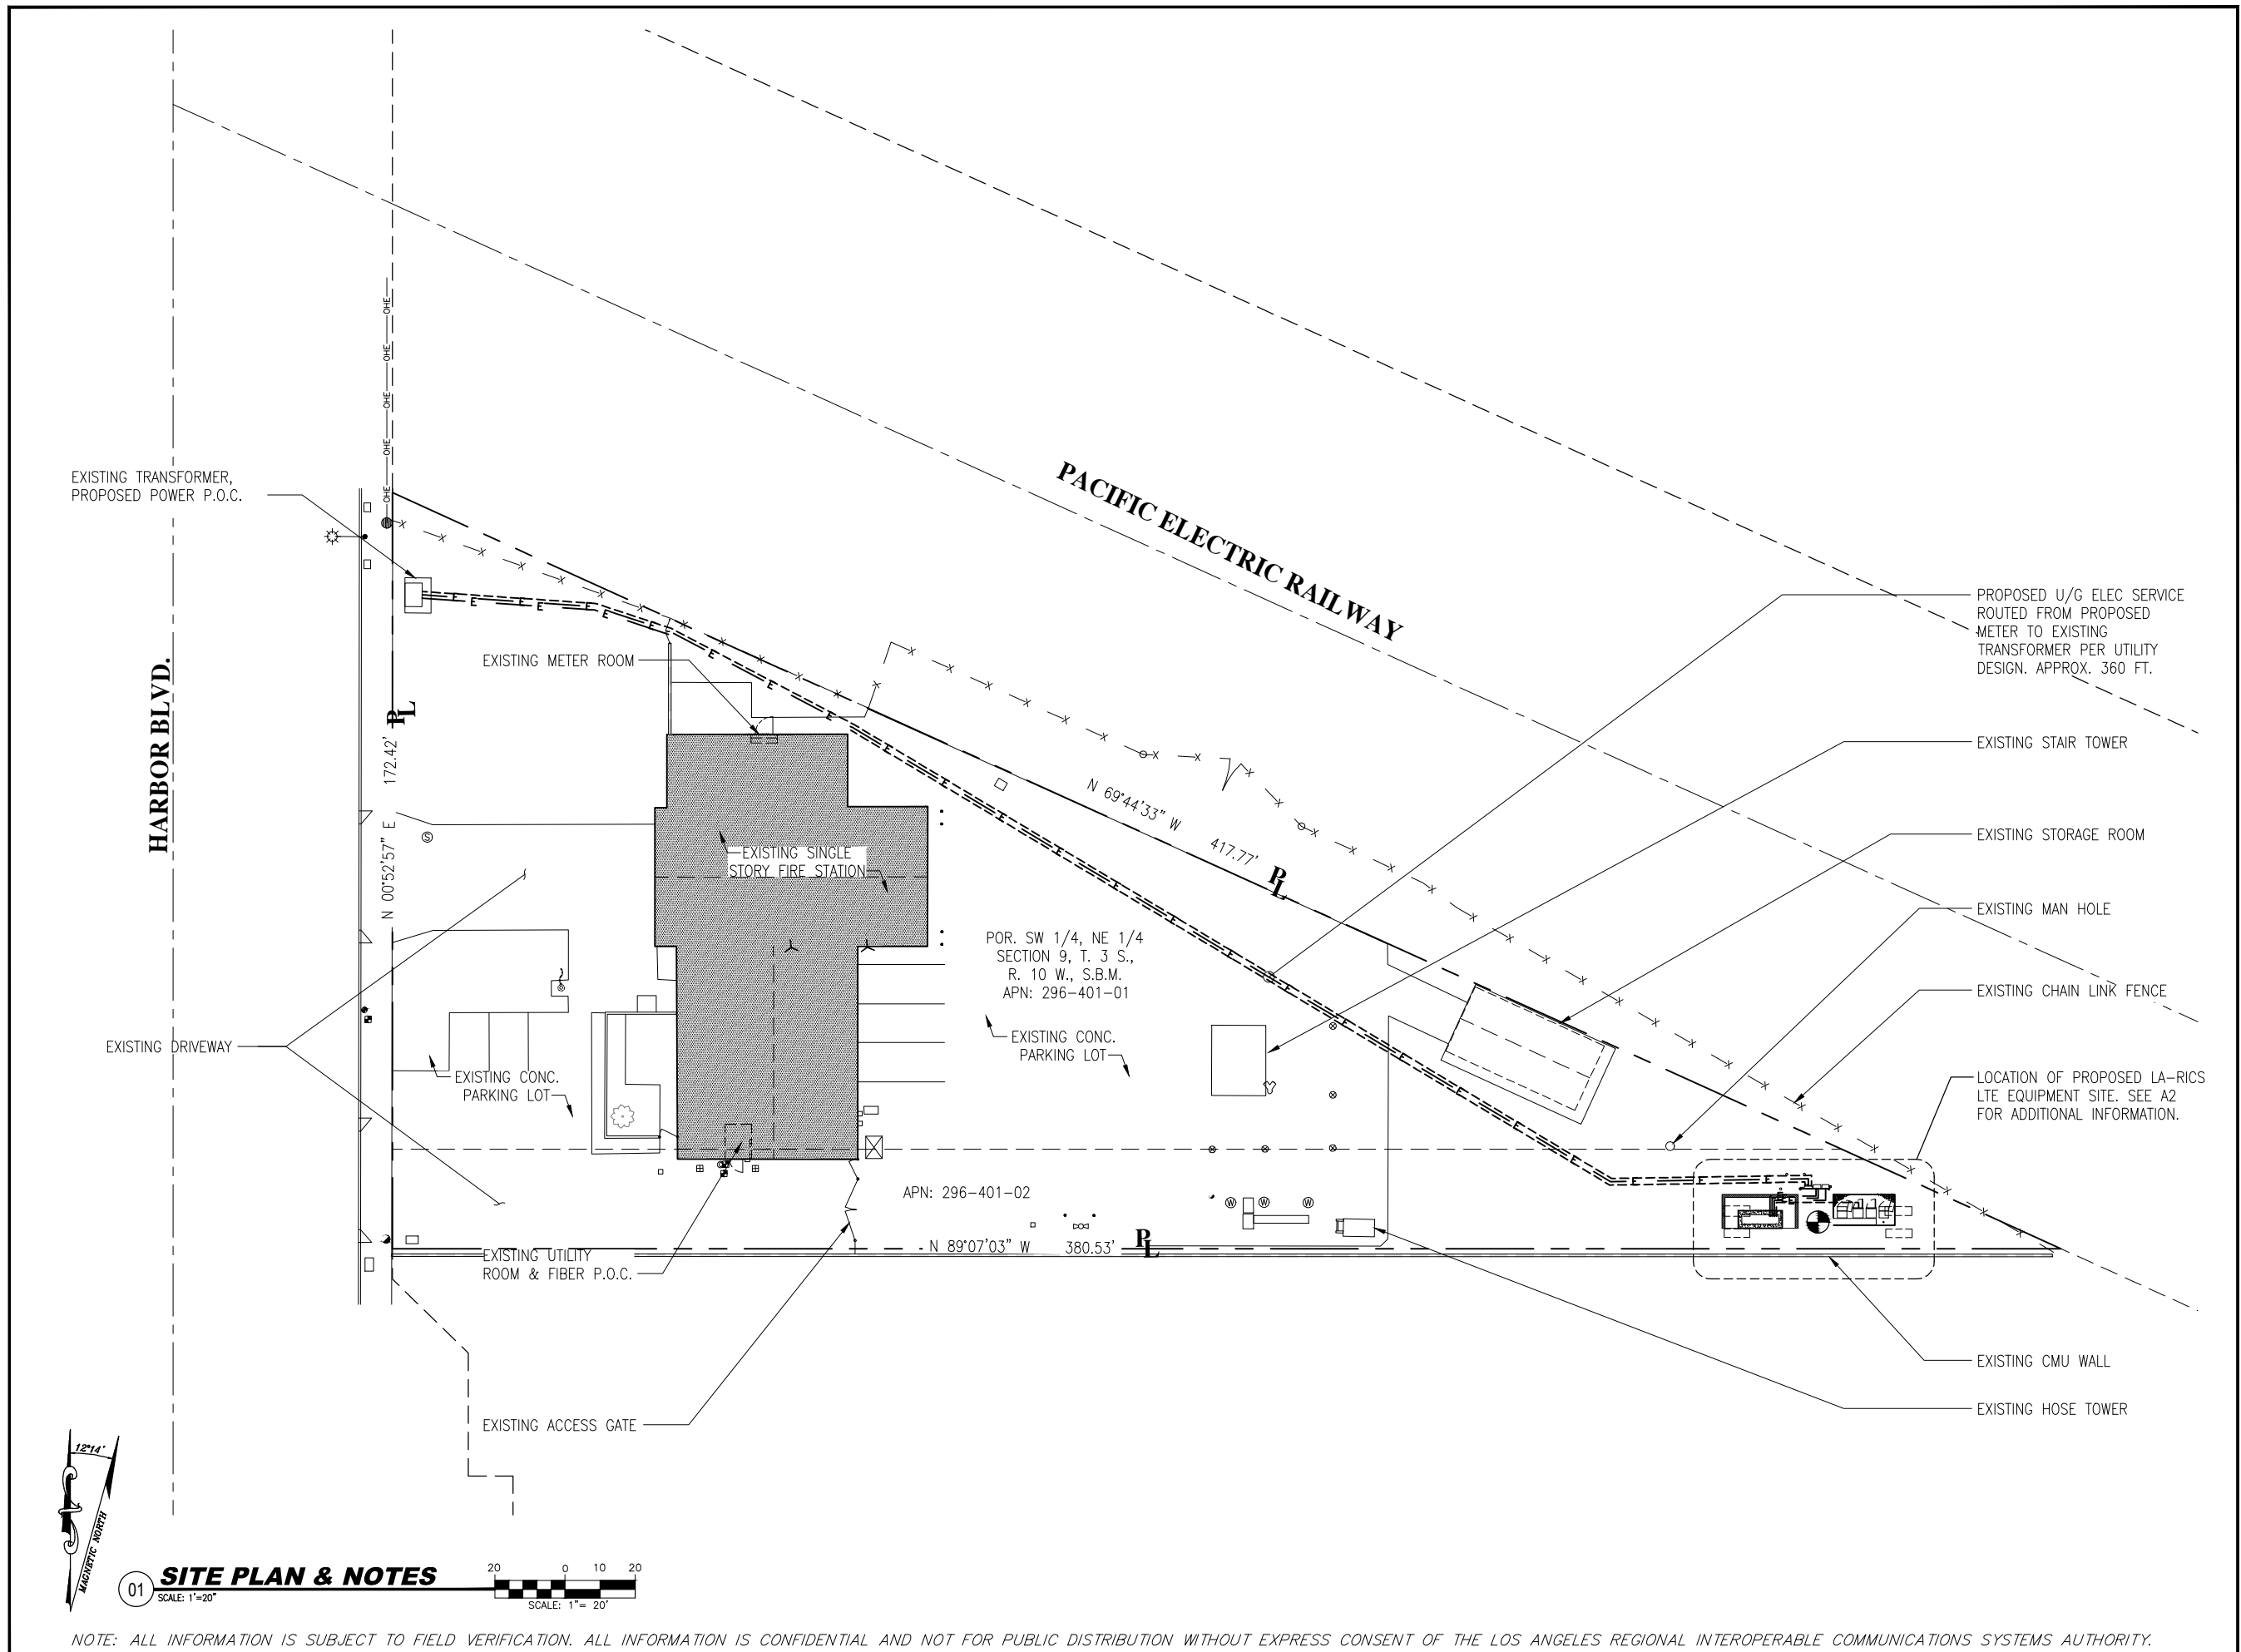 PACIFIC ELECTRIC RAILWAY
HARBOR BLVD.
OHE
OHE
OHE
OHE
OHE
EXISTING TRANSFORMER,
PROPOSED POWER P.O.C.
EXISTING METER ROOM
PROPOSED U/G ELEC SERVICE
ROUTED FROM PROPOSED
METER TO EXISTING
TRANSFORMER PER UTILITY
DESIGN. APPROX. 360 FT.
EXISTING STAIR TOWER
EXISTING STORAGE ROOM
EXISTING MAN HOLE
EXISTING CHAIN LINK FENCE
LOCATION OF PROPOSED LA-RICS
LTE EQUIPMENT SITE. SEE A2
FOR ADDITIONAL INFORMATION.
EXISTING CMU WALL
EXISTING HOSE TOWER
PL
N 00°52'57" E 172.42'
N 69°44'33" W 417.77'
PL
S
EXISTING SINGLE
STORY FIRE STATION
POR. SW 1/4, NE 1/4
SECTION 9, T. 3 S.,
R. 10 W., S.B.M.
APN: 296-401-01
EXISTING CONC.
PARKING LOT
EXISTING DRIVEWAY
EXISTING CONC.
PARKING LOT
APN: 296-401-02
W W W
N 89°07'03" W 380.53'
PL
EXISTING UTILITY
ROOM & FIBER P.O.C.
EXISTING ACCESS GATE
12°14'
MAGNETIC NORTH
01 SITE PLAN & NOTES
SCALE: 1'=20"
20 0 10 20
SCALE: 1"= 20'
NOTE: ALL INFORMATION IS SUBJECT TO FIELD VERIFICATION. ALL INFORMATION IS CONFIDENTIAL AND NOT FOR PUBLIC DISTRIBUTION WITHOUT EXPRESS CONSENT OF THE LOS ANGELES REGIONAL INTEROPERABLE COMMUNICATIONS SYSTEMS AUTHORITY.